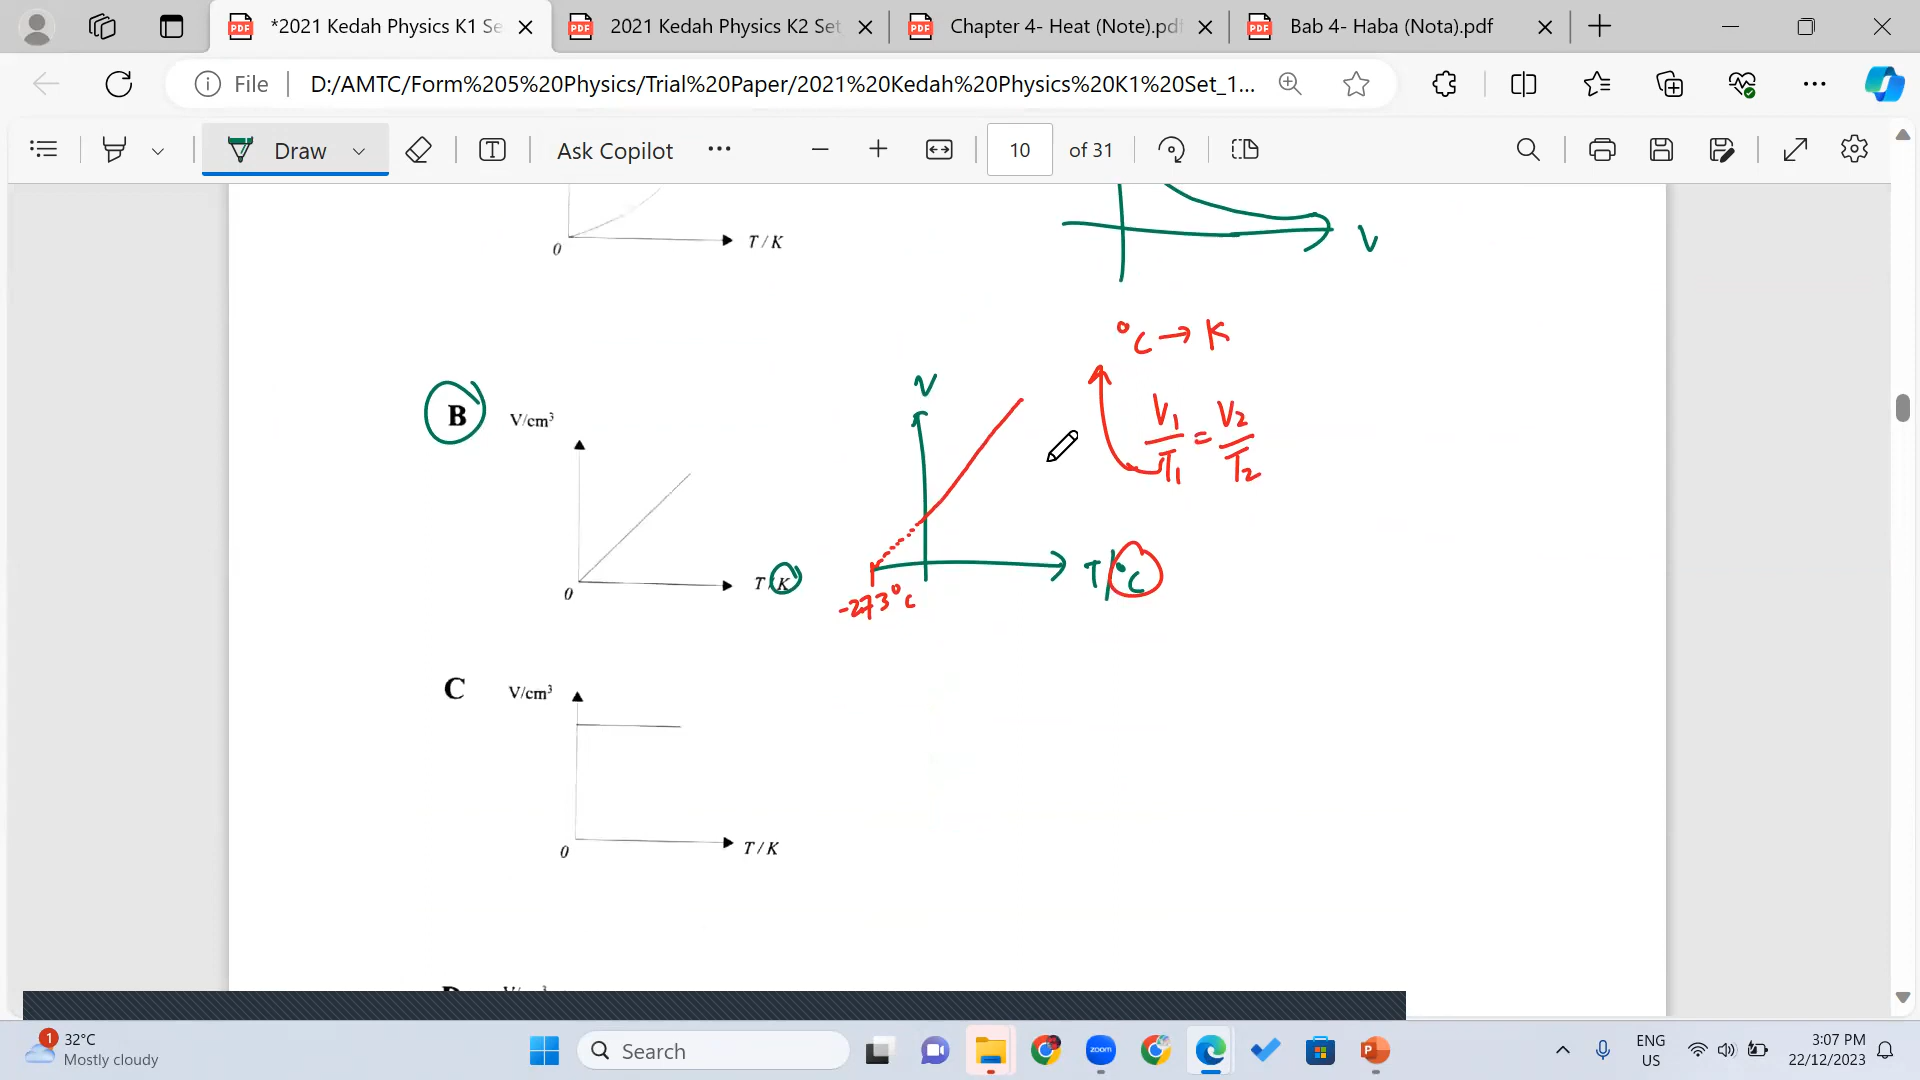 *2021 Kedah Physics K1 Se
2021 Kedah Physics K2 Set
Chapter 4- Heat (Note).pdf
Bab 4- Haba (Nota).pdf
File
D:/AMTC/Form%205%20Physics/Trial%20Paper/2021%20Kedah%20Physics%20K1%20Set_1...
Draw
Ask Copilot
10
of 31
0
T / K
V
°C → K
B
V/cm³
V
V1/T1 = V2/T2
0
T / K
-273°C
T/°C
C
V/cm³
0
T / K
1
32°C
Mostly cloudy
Search
zoom
ENG
US
3:07 PM
22/12/2023